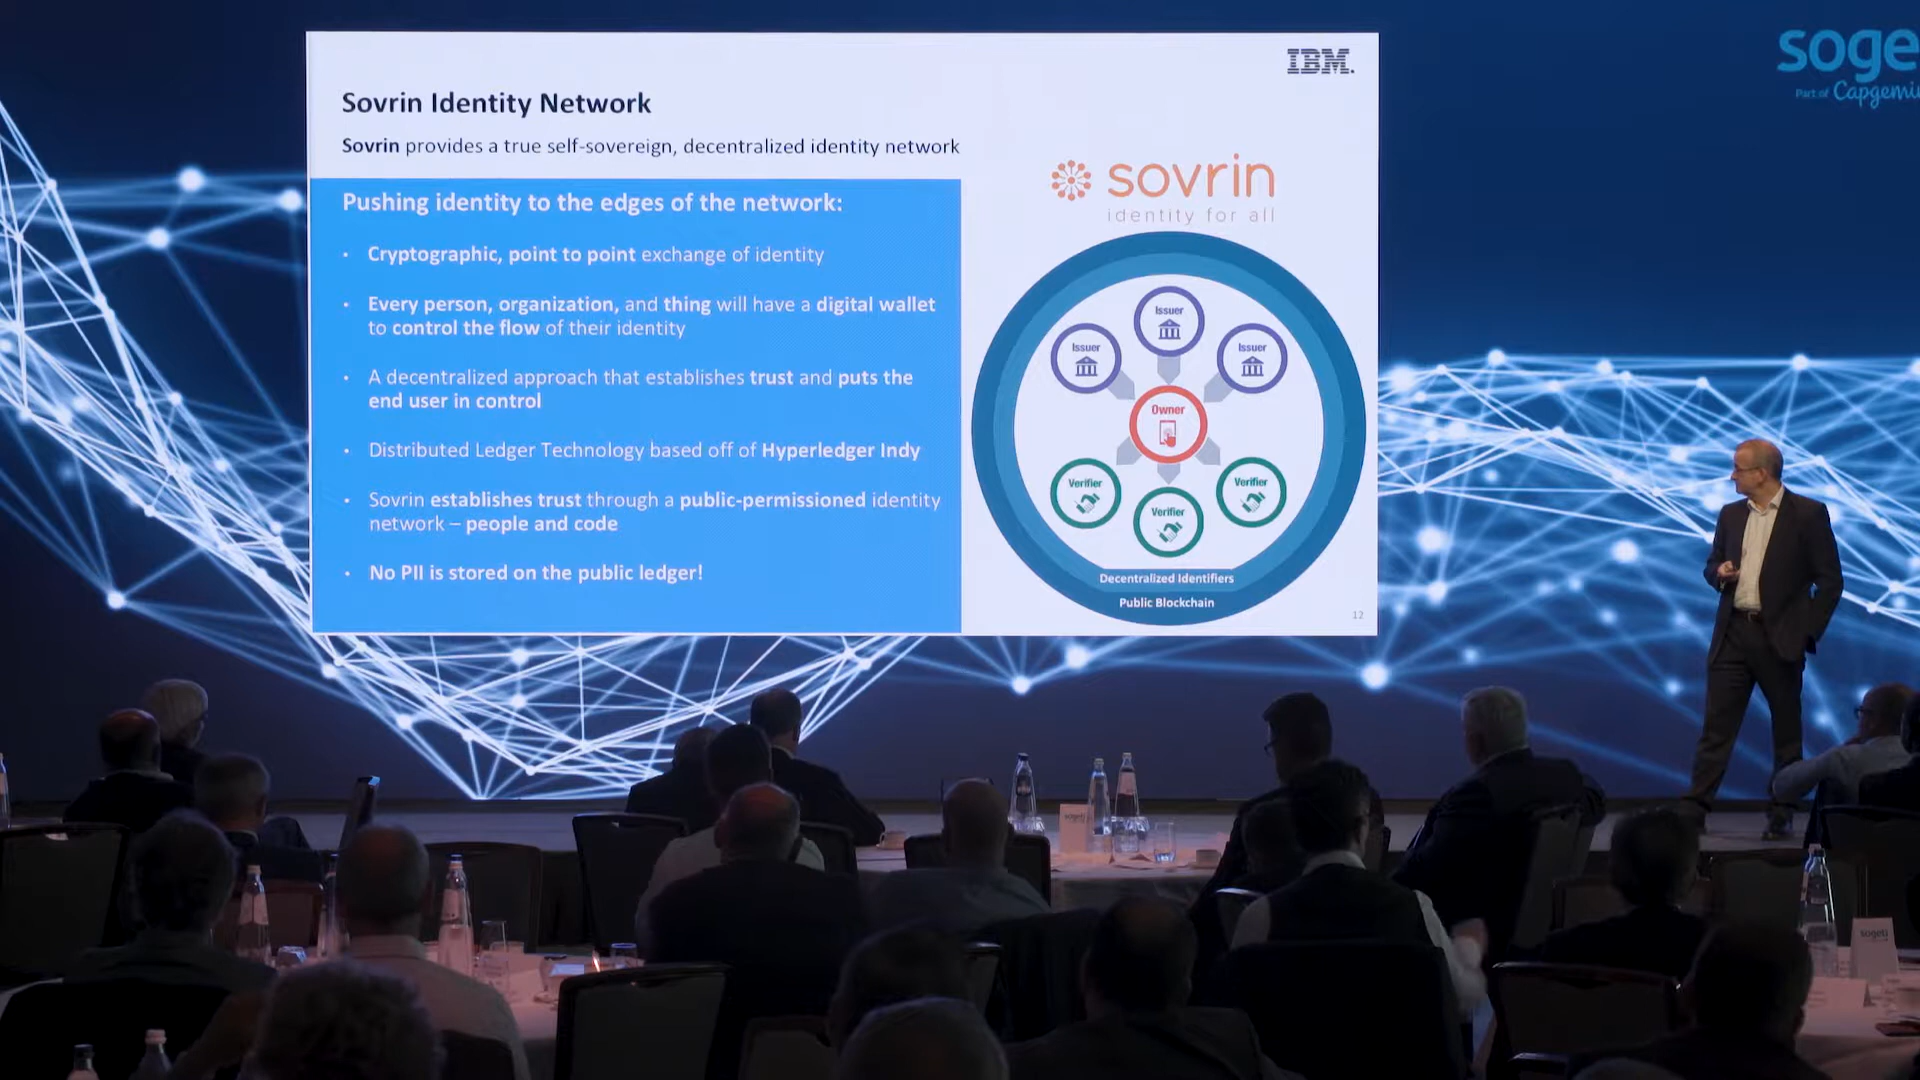 IBM.
soge
Part of Capgemi
Sovrin Identity Network
Sovrin provides a true self-sovereign, decentralized identity network
sovrin
identity for all
Pushing identity to the edges of the network:
• Cryptographic, point to point exchange of identity
• Every person, organization, and thing will have a digital wallet
to control the flow of their identity
• A decentralized approach that establishes trust and puts the
end user in control
• Distributed Ledger Technology based off of Hyperledger Indy
• Sovrin establishes trust through a public-permissioned identity
network – people and code
• No PII is stored on the public ledger!
Issuer
Issuer
Issuer
Owner
Verifier
Verifier
Verifier
Decentralized Identifiers
Public Blockchain
12
sogeti
sogeti